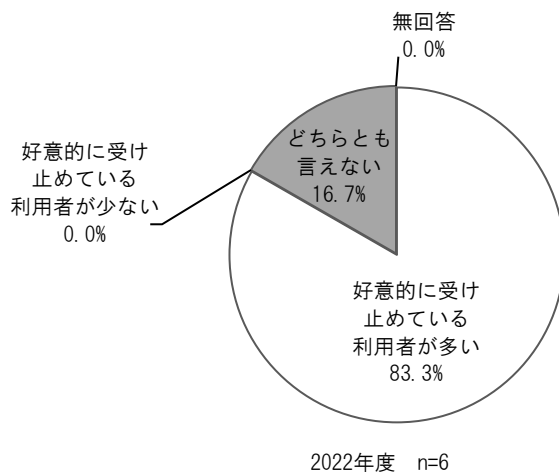 無回答
0.0%
どちらとも
言えない
16.7%
好意的に受け
止めている
利用者が少ない
0.0%
好意的に受け
止めている
利用者が多い
83.3%
2022年度　n=6